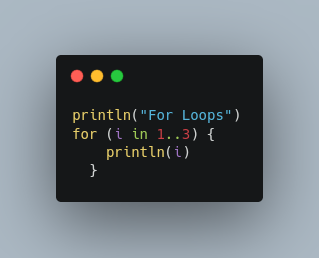 println("For Loops")
for (i in 1..3) {
    println(i)
  }